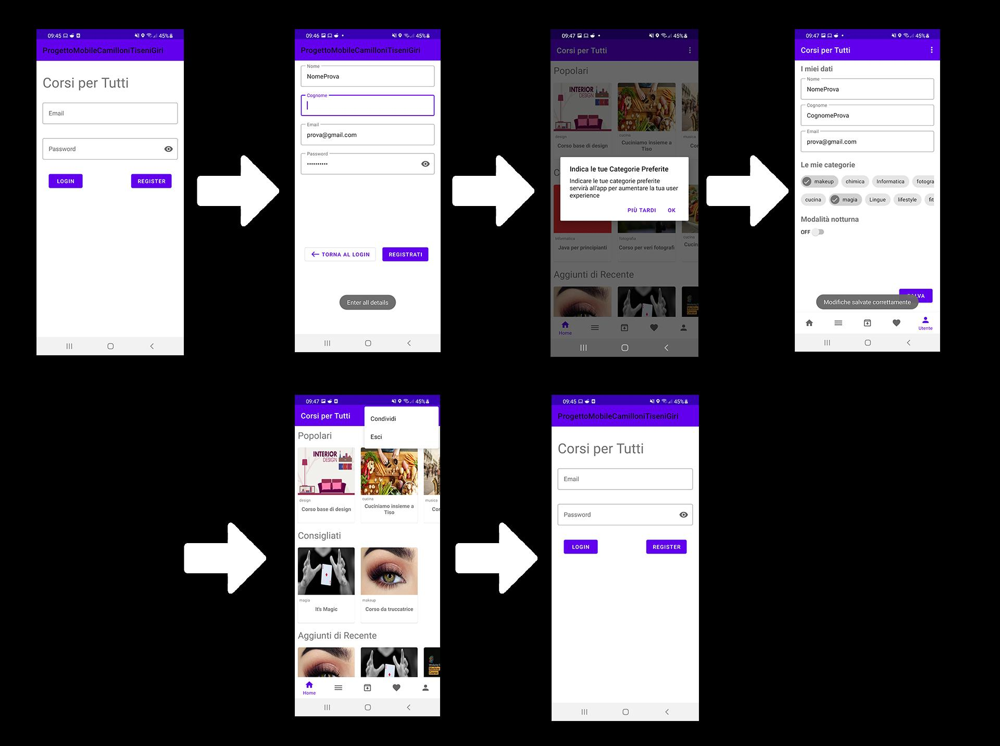 09:45 45%
ProgettoMobileCamilloniTiseniGiri
Corsi per Tutti
Email
Password
LOGIN REGISTER
09:46 45%
ProgettoMobileCamilloniTiseniGiri
Nome
NomeProva
Cognome
Email
prova@gmail.com
Password
TORNA AL LOGIN REGISTRATI
Enter all details
09:47 45%
Corsi per Tutti
Popolari
INTERIOR
DESIGN
design cucina musica
Corso base di design
Cuciniamo insieme a
Tiso
Cor
C
Indica le tue Categorie Preferite
Indicare le tue categorie preferite
servirà all'app per aumentare la tua user
experience
PIÙ TARDI OK
Informatica fotografia cucina
Java per principianti Corso per veri fotografi Cucin
Aggiunti di Recente
Machine
Course
Home
09:47 45%
Corsi per Tutti
I miei dati
Nome
NomeProva
Cognome
CognomeProva
Email
prova@gmail.com
Le mie categorie
makeup chimica Informatica fotogra
cucina magia Lingue lifestyle fit
Modalità notturna
OFF
LVA
Modifiche salvate correttamente
Utente
09:47 45%
Corsi per Tutti
Condividi
Esci
Popolari
INTERIOR
DESIGN
design cucina musica
Corso base di design
Cuciniamo insieme a
Tiso
Cor
Consigliati
magia makeup
It's Magic Corso da truccatrice
Aggiunti di Recente
Machine
Course
Home
09:45 45%
ProgettoMobileCamilloniTiseniGiri
Corsi per Tutti
Email
Password
LOGIN REGISTER